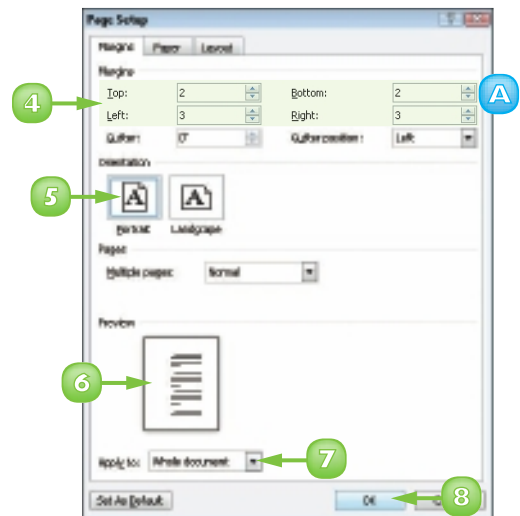 Page Setup
Margins Paper Layout
Margins
Top: 2 Bottom: 2 A
4
Left: 3 Right: 3
Gutter: 0" Gutter position: Left
Orientation
5 A A
Portrait Landscape
Pages
Multiple pages: Normal
Preview
6
Apply to: Whole document 7
Set As Default OK 8